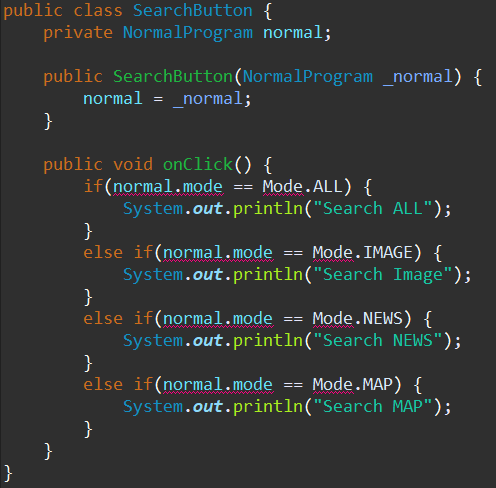 public class SearchButton {
    private NormalProgram normal;

    public SearchButton(NormalProgram _normal) {
        normal = _normal;
    }

    public void onClick() {
        if(normal.mode == Mode.ALL) {
            System.out.println("Search ALL");
        }
        else if(normal.mode == Mode.IMAGE) {
            System.out.println("Search Image");
        }
        else if(normal.mode == Mode.NEWS) {
            System.out.println("Search NEWS");
        }
        else if(normal.mode == Mode.MAP) {
            System.out.println("Search MAP");
        }
    }
}